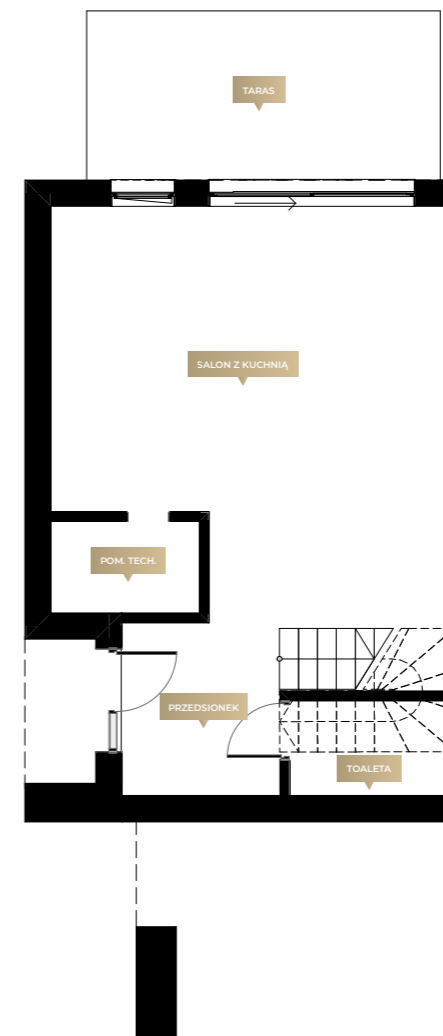 TARAS
SALON Z KUCHNIĄ
POM. TECH.
PRZEDSIONEK
TOALETA